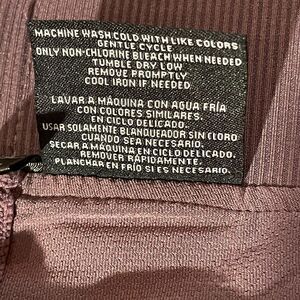 MACHINE WASH COLD WITH LIKE COLORS
GENTLE CYCLE
ONLY NON-CHLORINE BLEACH WHEN NEEDED
TUMBLE DRY LOW
REMOVE PROMPTLY
COOL IRON IF NEEDED
LAVAR A MÁQUINA CON AGUA FRÍA
CON COLORES SIMILARES.
EN CICLO DELICADO.
USAR SOLAMENTE BLANQUEADOR SIN CLORO
CUANDO SEA NECESARIO.
SECAR A MÁQUINA EN CICLO DELICADO.
REMOVER RÁPIDAMENTE.
PLANCHAR EN FRÍO SI ES NECESARIO.